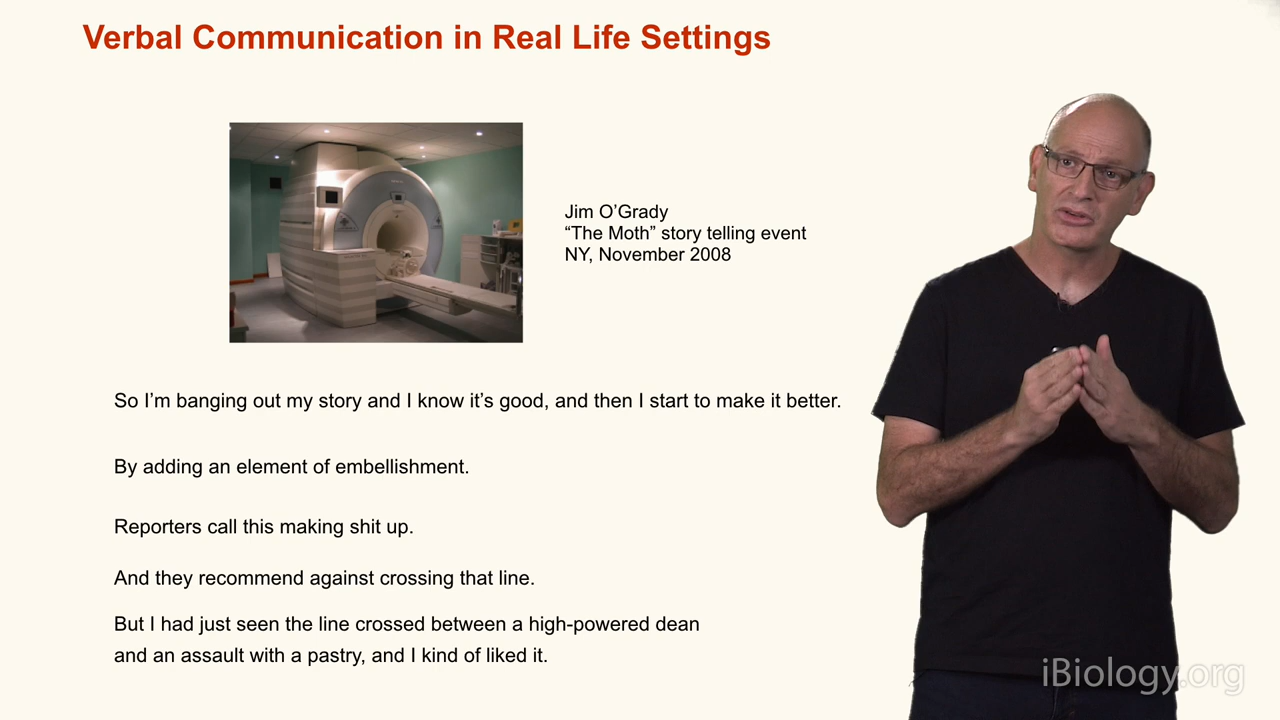 Verbal Communication in Real Life Settings
Jim O’Grady
“The Moth” story telling event
NY, November 2008
So I’m banging out my story and I know it’s good, and then I start to make it better.
By adding an element of embellishment.
Reporters call this making shit up.
And they recommend against crossing that line.
But I had just seen the line crossed between a high-powered dean
and an assault with a pastry, and I kind of liked it.
iBiology.org